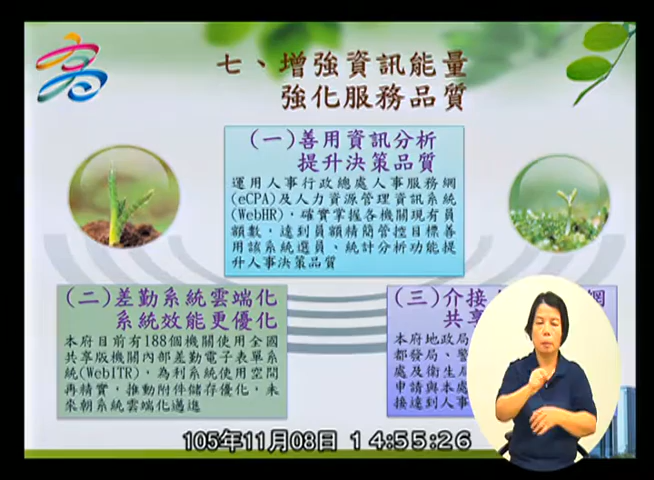 七、增強資訊能量
強化服務品質
(一)善用資訊分析
提升決策品質
運用人事行政總處人事服務網
(eCPA)及人力資源管理資訊系統
(WebHR)，確實掌握各機關現有員
額數，達到員額精簡管控目標善
用該系統選員、統計分析功能提
升人事決策品質
(二)差勤系統雲端化
系統效能更優化
本府目前有188個機關使用全國
共享版機關內部差勤電子表單系
統(WebITR)，為利系統使用空間
再精實，推動附件儲存優化，未
來朝系統雲端化邁進
(三)介接
網
共享
本府地政局
都發局、警
處及衛生局
申請與本處
接達到人事
105年11月08日 14:55:26